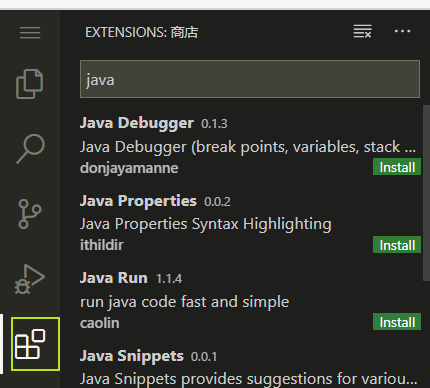 EXTENSIONS: 商店
java
Java Debugger 0.1.3
Java Debugger (break points, variables, stack ...
donjayamanne Install
Java Properties 0.0.2
Java Properties Syntax Highlighting
ithildir Install
Java Run 1.1.4
run java code fast and simple
caolin Install
Java Snippets 0.0.1
Java Snippets provides suggestions for variou...